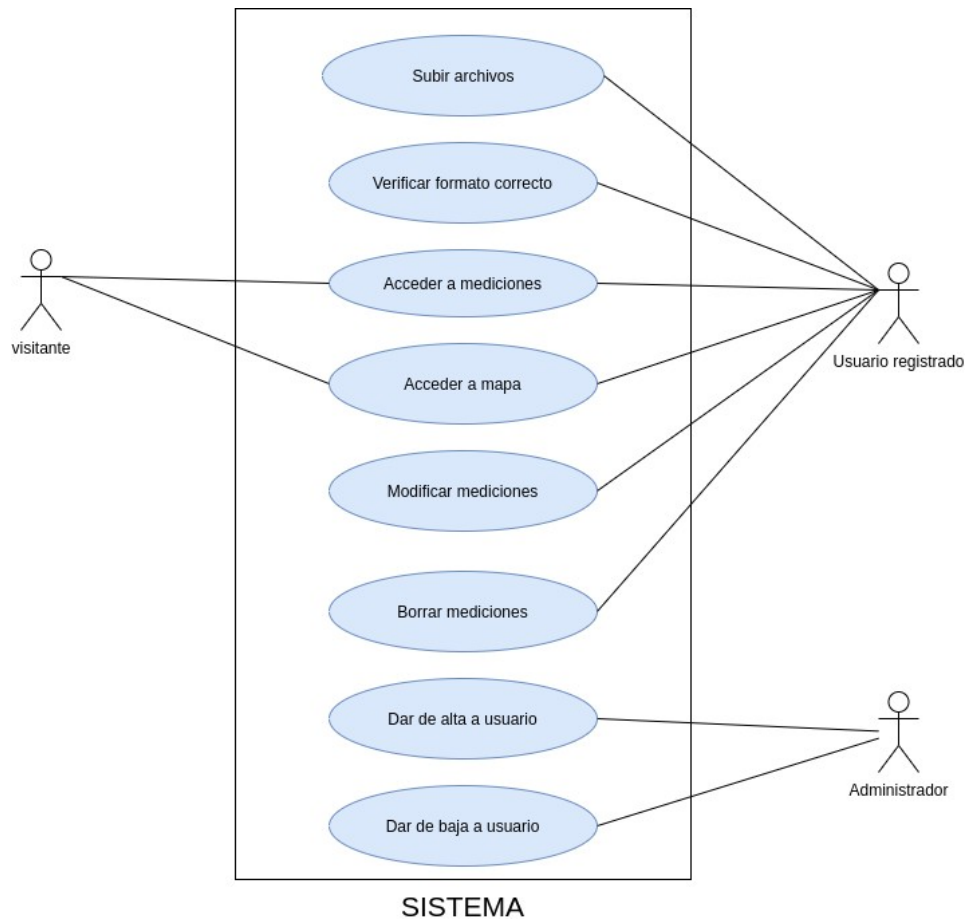 Subir archivos
Verificar formato correcto
Acceder a mediciones
visitante
Usuario registrado
Acceder a mapa
Modificar mediciones
Borrar mediciones
Dar de alta a usuario
Administrador
Dar de baja a usuario
SISTEMA